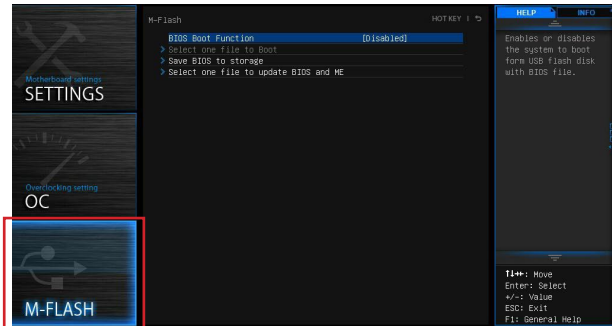 M-Flash
HOT KEY
BIOS Boot Function [Disabled]
Select one file to Boot
Save BIOS to storage
Select one file to update BIOS and ME
Motherboard settings
SETTINGS
Overclocking setting
OC
M-FLASH
HELP INFO
Enables or disables
the system to boot
form USB flash disk
with BIOS file.
↑↓→←: Move
Enter: Select
+/-: Value
ESC: Exit
F1: General Help